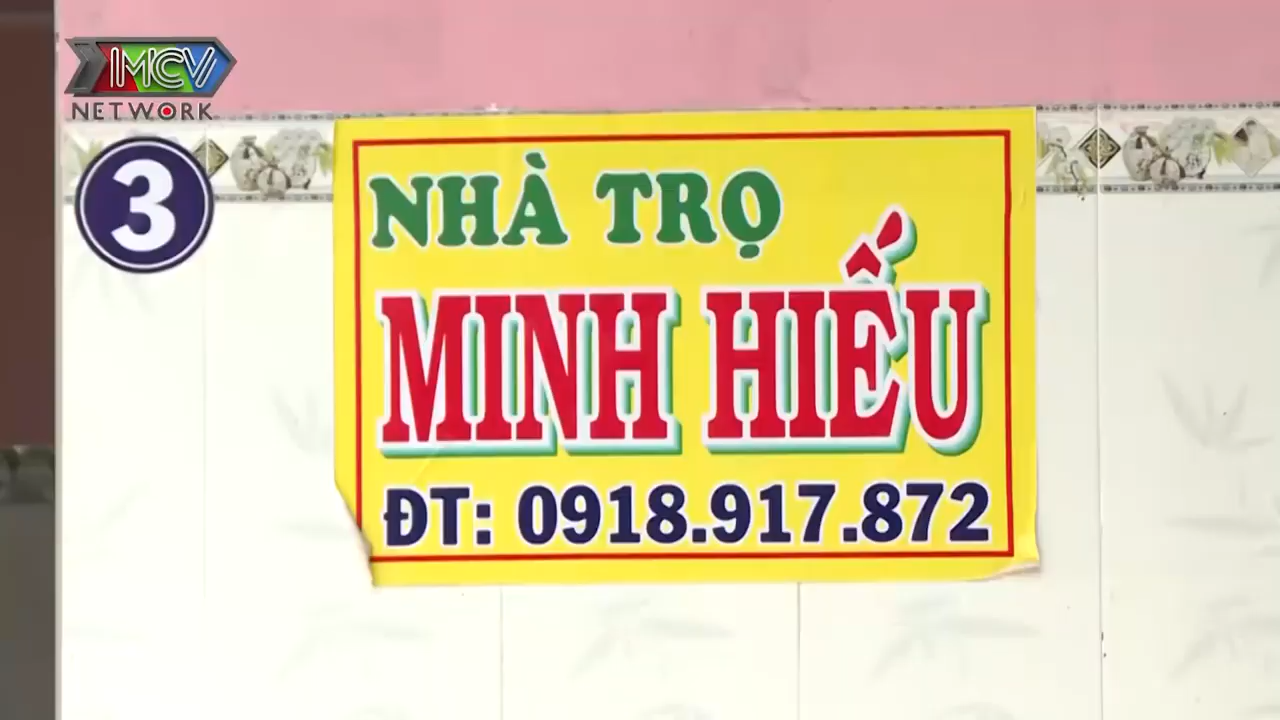 MCV
NETWORK
3
NHÀ TRỌ
MINH HIẾU
ĐT: 0918.917.872